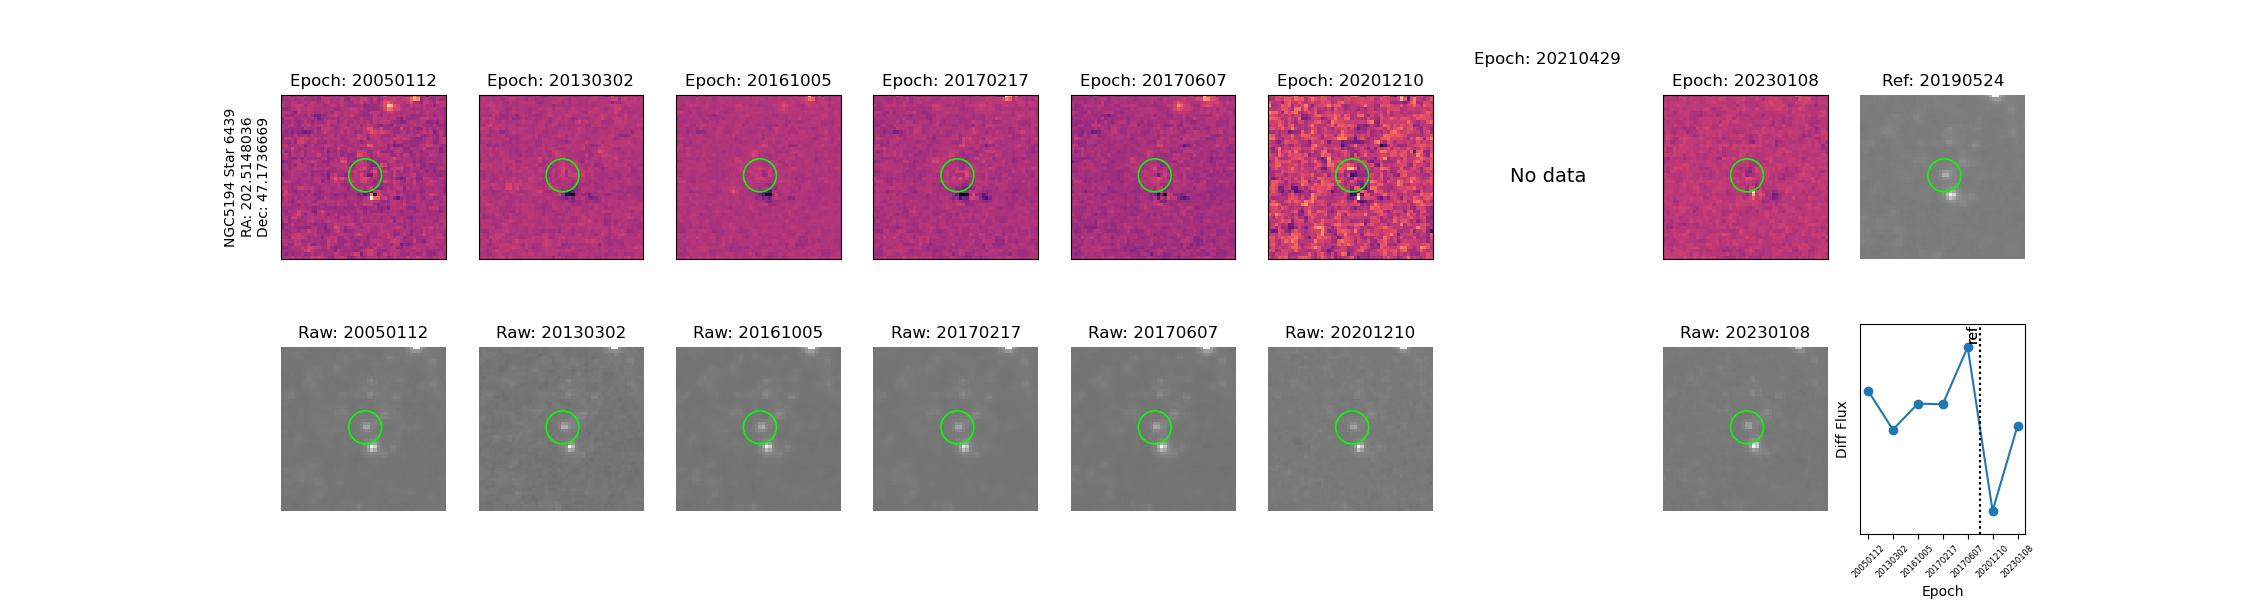 Epoch: 20210429
Epoch: 20050112
Epoch: 20130302
Epoch: 20161005
Epoch: 20170217
Epoch: 20170607
Epoch: 20201210
Epoch: 20230108
Ref: 20190524
NGC5194 Star 6439
RA: 202.5148036
Dec: 47.1736669
No data
Raw: 20050112
Raw: 20130302
Raw: 20161005
Raw: 20170217
Raw: 20170607
Raw: 20201210
Raw: 20230108
ref
Diff Flux
20050112
20130302
20161005
20170217
20170607
20201210
20230108
Epoch